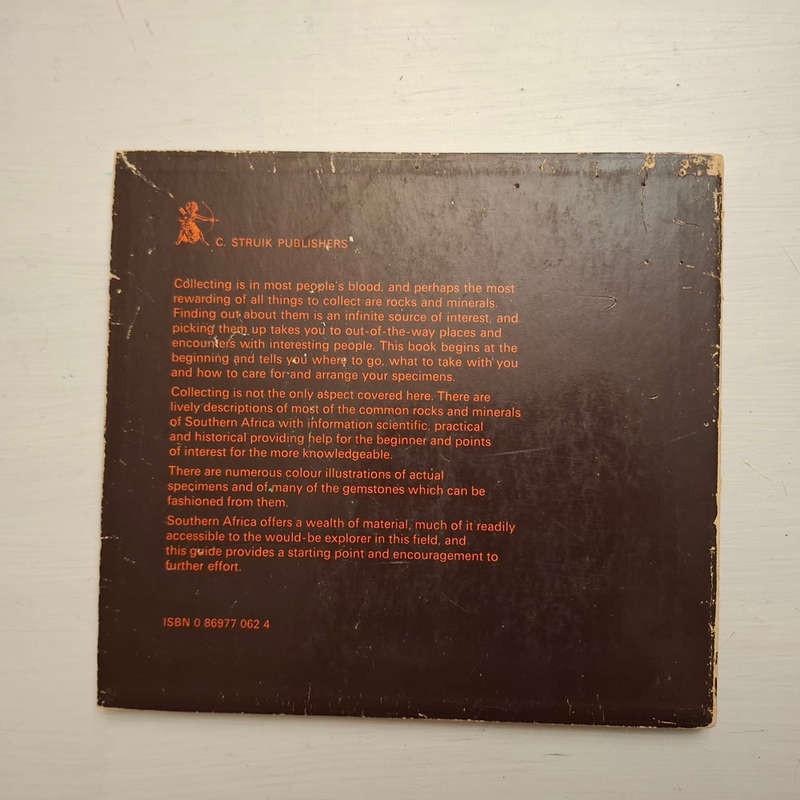 C. STRUIK PUBLISHERS
Collecting is in most people's blood, and perhaps the most
rewarding of all things to collect are rocks and minerals.
Finding out about them is an infinite source of interest, and
picking them up takes you to out-of-the-way places and
encounters with interesting people. This book begins at the
beginning and tells you where to go, what to take with you
and how to care for and arrange your specimens.
Collecting is not the only aspect covered here. There are
lively descriptions of most of the common rocks and minerals
of Southern Africa with information scientific, practical
and historical providing help for the beginner and points
of interest for the more knowledgeable.
There are numerous colour illustrations of actual
specimens and of many of the gemstones which can be
fashioned from them.
Southern Africa offers a wealth of material, much of it readily
accessible to the would-be explorer in this field, and
this guide provides a starting point and encouragement to
further effort.
ISBN 0 86977 062 4